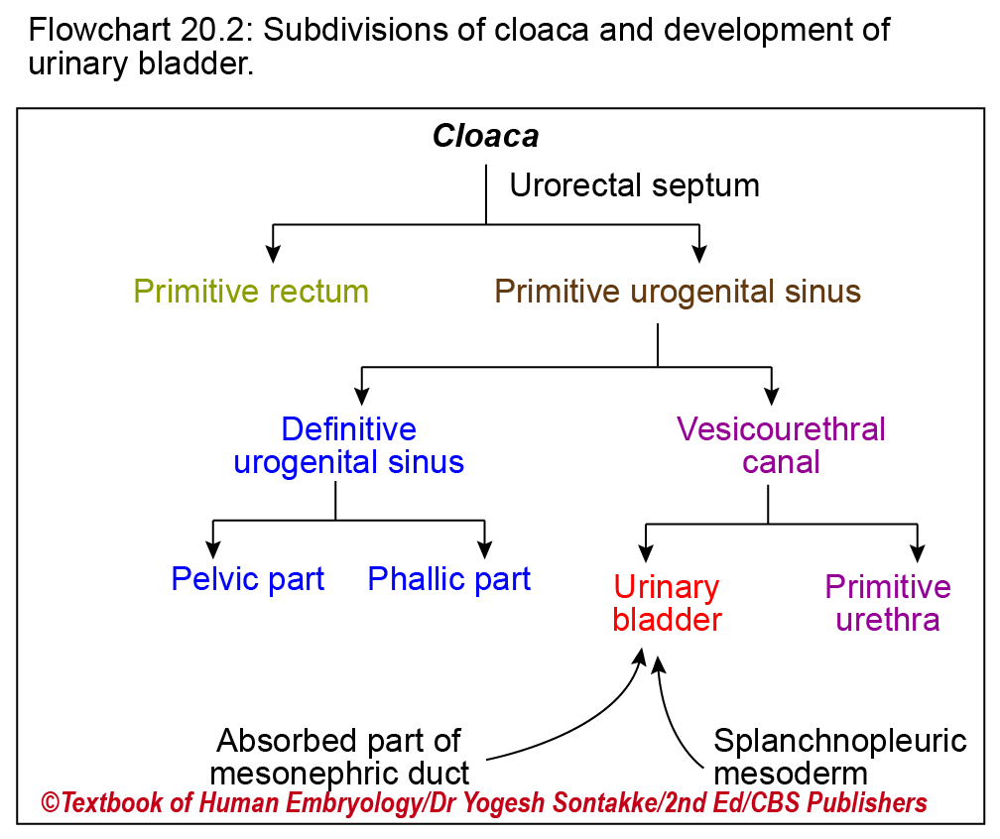 Flowchart 20.2: Subdivisions of cloaca and development of
urinary bladder.
Cloaca
Urorectal septum
Primitive rectum
Primitive urogenital sinus
Definitive
urogenital sinus
Vesicourethral
canal
Pelvic part
Phallic part
Urinary
bladder
Primitive
urethra
Absorbed part of
mesonephric duct
Splanchnopleuric
mesoderm
©Textbook of Human Embryology/Dr Yogesh Sontakke/2nd Ed/CBS Publishers